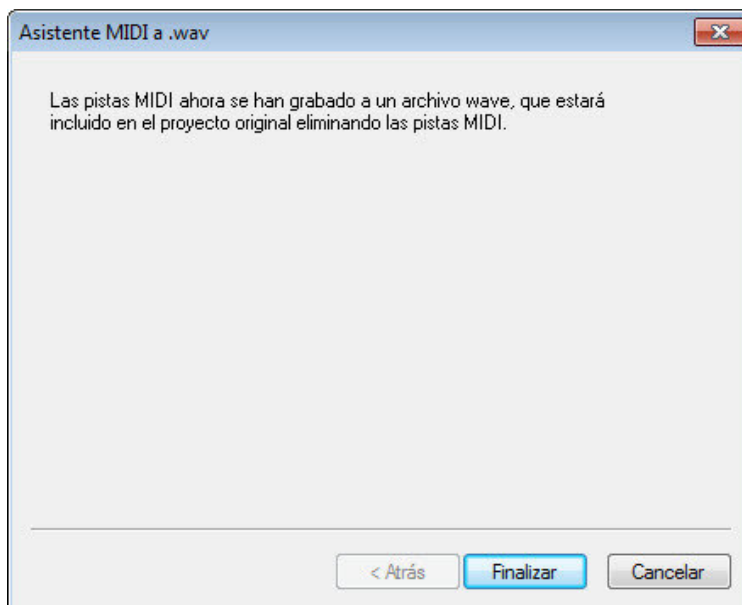 Asistente MIDI a .wav
Las pistas MIDI ahora se han grabado a un archivo wave, que estará
incluido en el proyecto original eliminando las pistas MIDI.
< Atrás Finalizar Cancelar